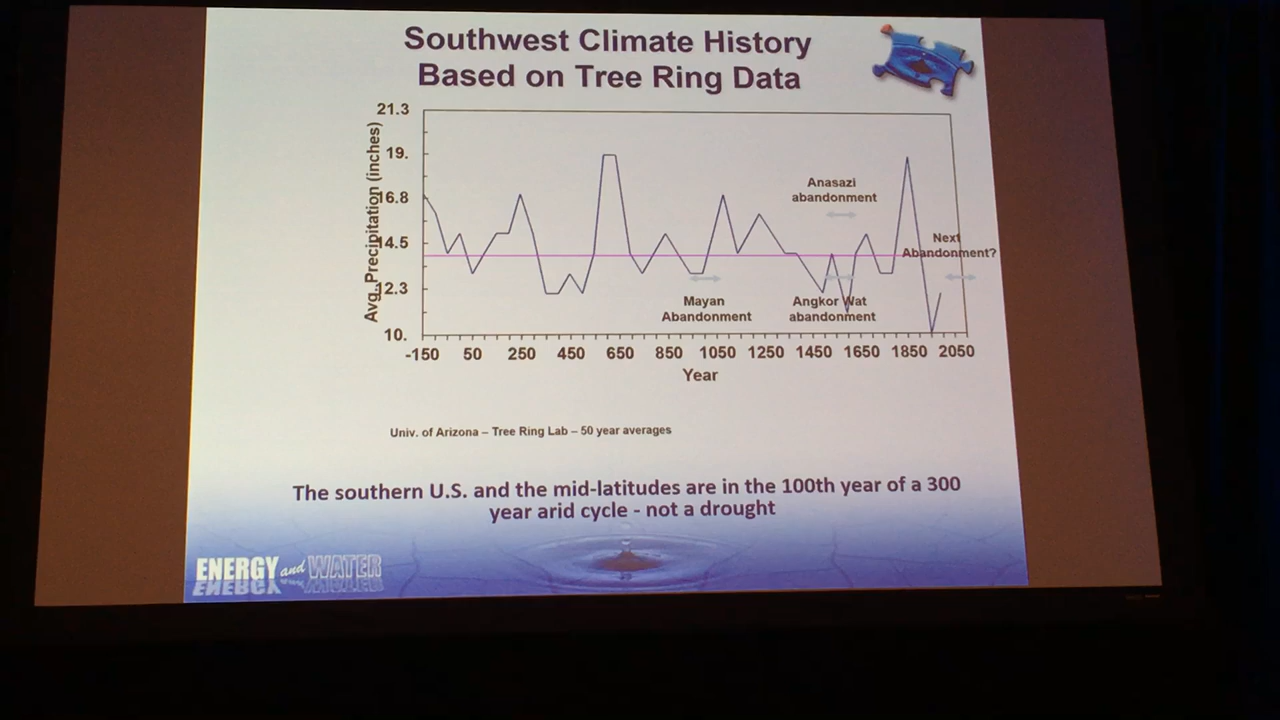 Southwest Climate History
Based on Tree Ring Data
Avg. Precipitation (inches)
21.3
19.
16.8
14.5
12.3
10.
Anasazi
abandonment
Next
Abandonment?
Mayan
Abandonment
Angkor Wat
abandonment
-150 50 250 450 650 850 1050 1250 1450 1650 1850 2050
Year
Univ. of Arizona – Tree Ring Lab – 50 year averages
The southern U.S. and the mid-latitudes are in the 100th year of a 300
year arid cycle - not a drought
ENERGY and WATER